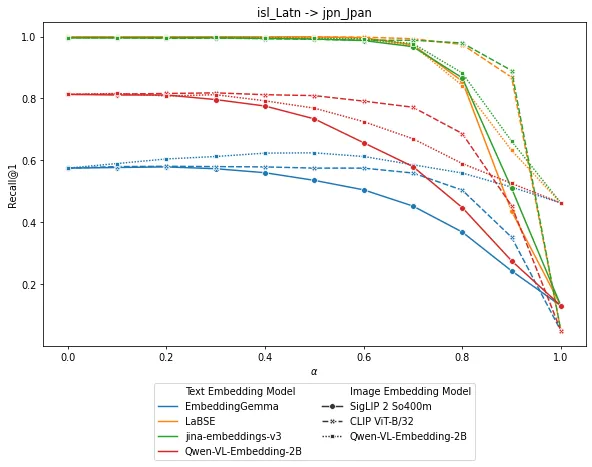 isl_Latn -> jpn_Jpan
Recall@1
1.0
0.8
0.6
0.4
0.2
0.0 0.2 0.4 0.6 0.8 1.0
α
Text Embedding Model
EmbeddingGemma
LaBSE
jina-embeddings-v3
Qwen-VL-Embedding-2B
Image Embedding Model
SigLIP 2 So400m
CLIP ViT-B/32
Qwen-VL-Embedding-2B